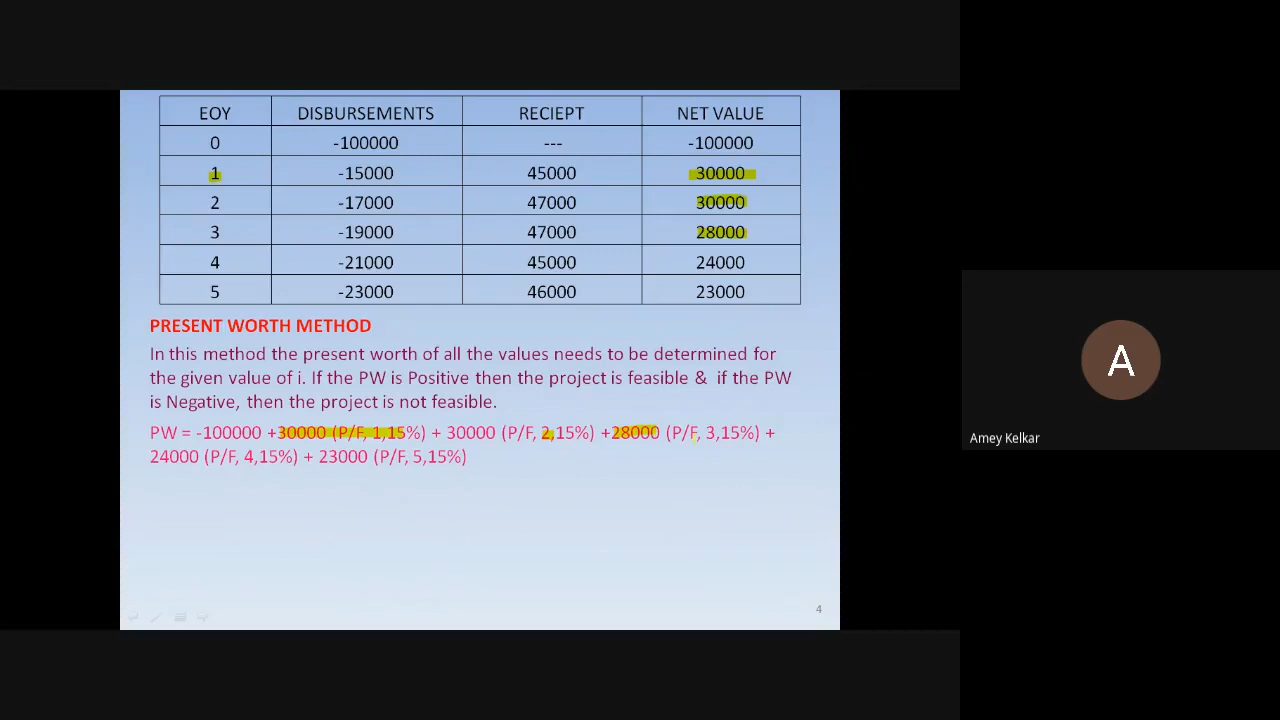 EOY DISBURSEMENTS RECIEPT NET VALUE
0 -100000 --- -100000
1 -15000 45000 30000
2 -17000 47000 30000
3 -19000 47000 28000
4 -21000 45000 24000
5 -23000 46000 23000
PRESENT WORTH METHOD
In this method the present worth of all the values needs to be determined for
the given value of i. If the PW is Positive then the project is feasible & if the PW
is Negative, then the project is not feasible.
PW = -100000 +30000 (P/F, 1,15%) + 30000 (P/F, 2,15%) +28000 (P/F, 3,15%) +
24000 (P/F, 4,15%) + 23000 (P/F, 5,15%)
4
A
Amey Kelkar